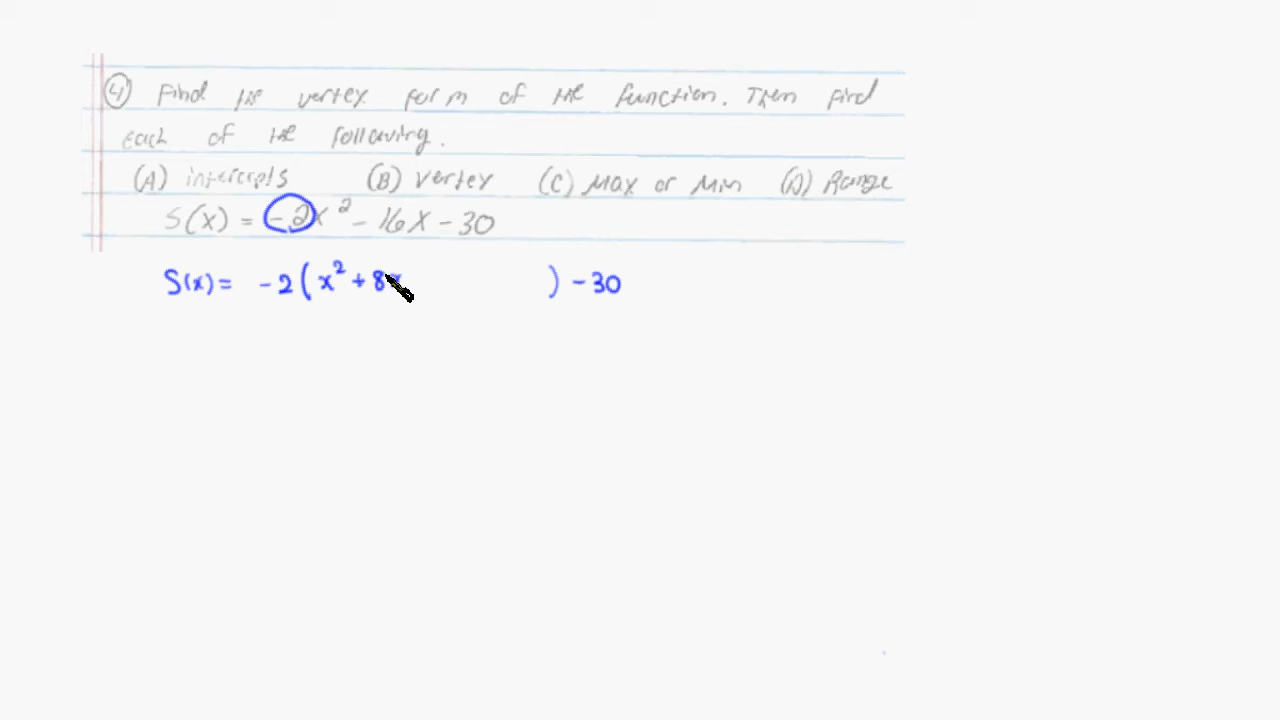 ④ Find the vertex form of the function. Then find
each of the following.
(A) intercepts (B) vertex (C) Max or Min (D) Range
S(x) = -2x² - 16x - 30
S(x) = -2(x² + 8x ) - 30